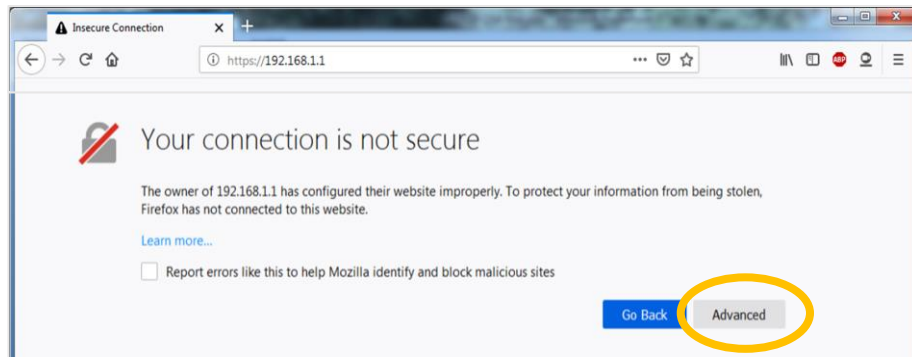 Insecure Connection
https://192.168.1.1
ABP
Your connection is not secure
The owner of 192.168.1.1 has configured their website improperly. To protect your information from being stolen,
Firefox has not connected to this website.
Learn more...
Report errors like this to help Mozilla identify and block malicious sites
Go Back Advanced